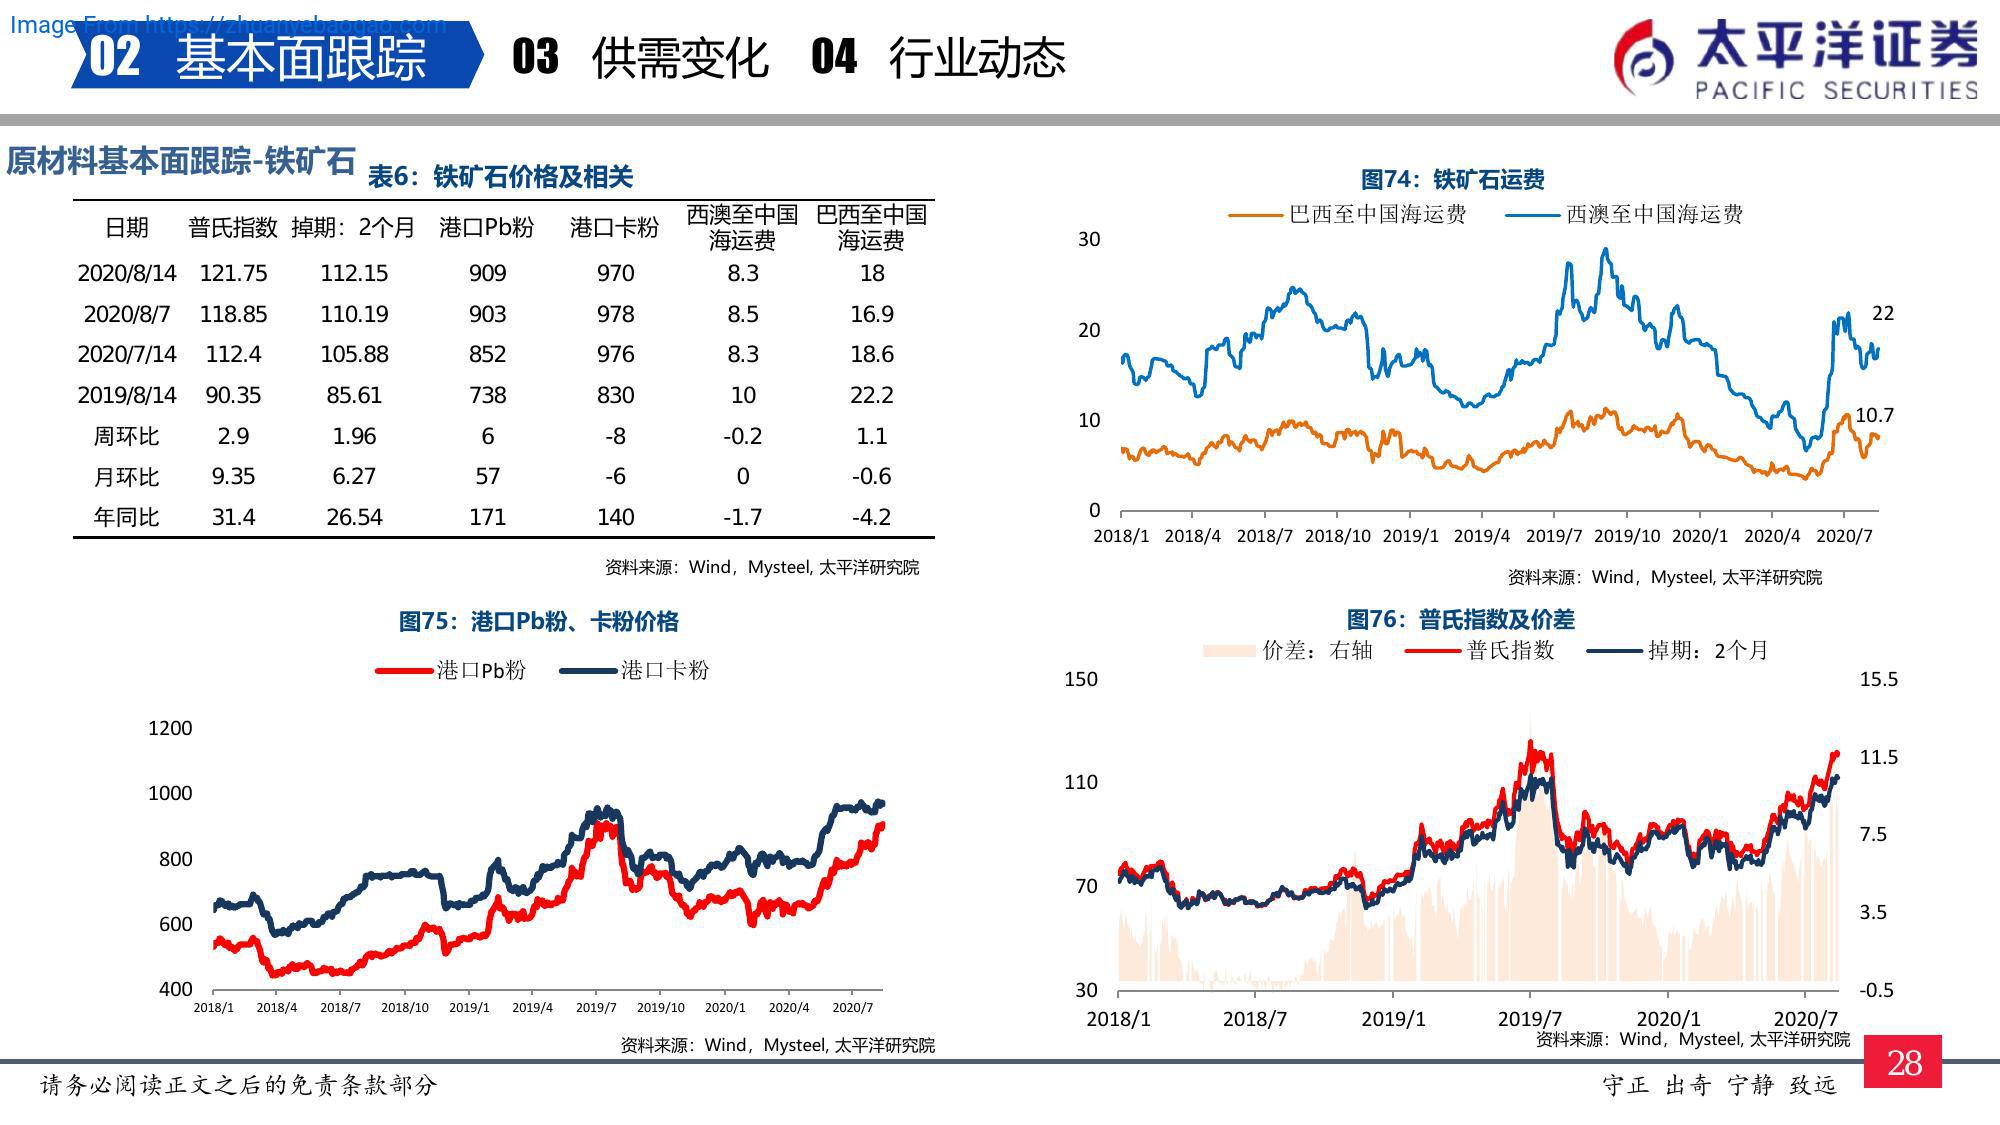 Image From https://zhuanyebaogao.com
02 基本面跟踪 03 供需变化 04 行业动态
太平洋证券
PACIFIC SECURITIES
原材料基本面跟踪-铁矿石
表6：铁矿石价格及相关
日期 普氏指数 掉期：2个月 港口Pb粉 港口卡粉 西澳至中国海运费 巴西至中国海运费
2020/8/14 121.75 112.15 909 970 8.3 18
2020/8/7 118.85 110.19 903 978 8.5 16.9
2020/7/14 112.4 105.88 852 976 8.3 18.6
2019/8/14 90.35 85.61 738 830 10 22.2
周环比 2.9 1.96 6 -8 -0.2 1.1
月环比 9.35 6.27 57 -6 0 -0.6
年同比 31.4 26.54 171 140 -1.7 -4.2
资料来源：Wind，Mysteel, 太平洋研究院
图74：铁矿石运费
巴西至中国海运费 西澳至中国海运费
30
20
10
0
22
10.7
2018/1 2018/4 2018/7 2018/10 2019/1 2019/4 2019/7 2019/10 2020/1 2020/4 2020/7
资料来源：Wind，Mysteel, 太平洋研究院
图75：港口Pb粉、卡粉价格
港口Pb粉 港口卡粉
1200
1000
800
600
400
2018/1 2018/4 2018/7 2018/10 2019/1 2019/4 2019/7 2019/10 2020/1 2020/4 2020/7
资料来源：Wind，Mysteel, 太平洋研究院
图76：普氏指数及价差
价差：右轴 普氏指数 掉期：2个月
150
110
70
30
15.5
11.5
7.5
3.5
-0.5
2018/1 2018/7 2019/1 2019/7 2020/1 2020/7
资料来源：Wind，Mysteel, 太平洋研究院
请务必阅读正文之后的免责条款部分
守正 出奇 宁静 致远
28